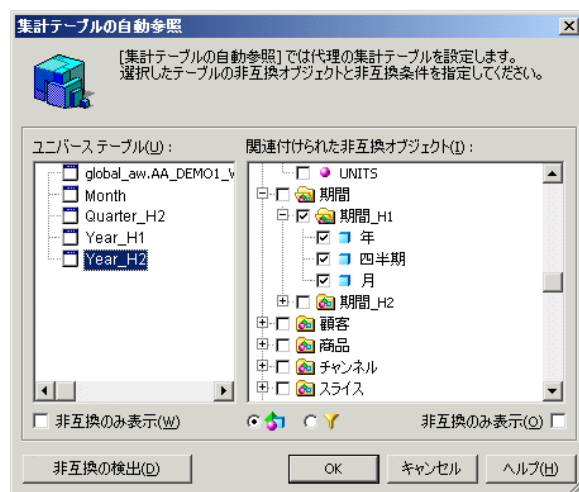 集計テーブルの自動参照
[集計テーブルの自動参照] では代理の集計テーブルを設定します。
選択したテーブルの非互換オブジェクトと非互換条件を指定してください。
ユニバース テーブル(U) :
global_aw.AA_DEMO1_V
Month
Quarter_H2
Year_H1
Year_H2
関連付けられた非互換オブジェクト(I) :
UNITS
期間
期間_H1
年
四半期
月
期間_H2
顧客
商品
チャンネル
スライス
非互換のみ表示(W)
非互換のみ表示(O)
非互換の検出(D)
OK
キャンセル
ヘルプ(H)